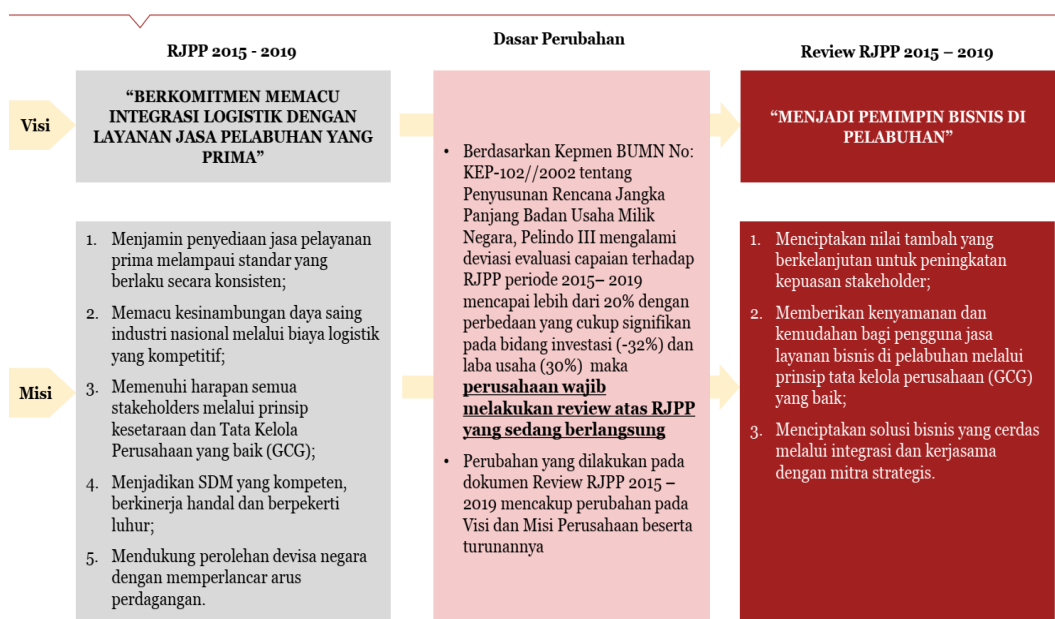 RJPP 2015 - 2019
Dasar Perubahan
Review RJPP 2015 – 2019
Visi
“BERKOMITMEN MEMACU
INTEGRASI LOGISTIK DENGAN
LAYANAN JASA PELABUHAN YANG
PRIMA”
“MENJADI PEMIMPIN BISNIS DI
PELABUHAN”
Misi
1. Menjamin penyediaan jasa pelayanan
prima melampaui standar yang
berlaku secara konsisten;
2. Memacu kesinambungan daya saing
industri nasional melalui biaya logistik
yang kompetitif;
3. Memenuhi harapan semua
stakeholders melalui prinsip
kesetaraan dan Tata Kelola
Perusahaan yang baik (GCG);
4. Menjadikan SDM yang kompeten,
berkinerja handal dan berpekerti
luhur;
5. Mendukung perolehan devisa negara
dengan memperlancar arus
perdagangan.
• Berdasarkan Kepmen BUMN No:
KEP-102//2002 tentang
Penyusunan Rencana Jangka
Panjang Badan Usaha Milik
Negara, Pelindo III mengalami
deviasi evaluasi capaian terhadap
RJPP periode 2015– 2019
mencapai lebih dari 20% dengan
perbedaan yang cukup signifikan
pada bidang investasi (-32%) dan
laba usaha (30%) maka
perusahaan wajib
melakukan review atas RJPP
yang sedang berlangsung
• Perubahan yang dilakukan pada
dokumen Review RJPP 2015 –
2019 mencakup perubahan pada
Visi dan Misi Perusahaan beserta
turunannya
1. Menciptakan nilai tambah yang
berkelanjutan untuk peningkatan
kepuasan stakeholder;
2. Memberikan kenyamanan dan
kemudahan bagi pengguna jasa
layanan bisnis di pelabuhan melalui
prinsip tata kelola perusahaan (GCG)
yang baik;
3. Menciptakan solusi bisnis yang cerdas
melalui integrasi dan kerjasama
dengan mitra strategis.